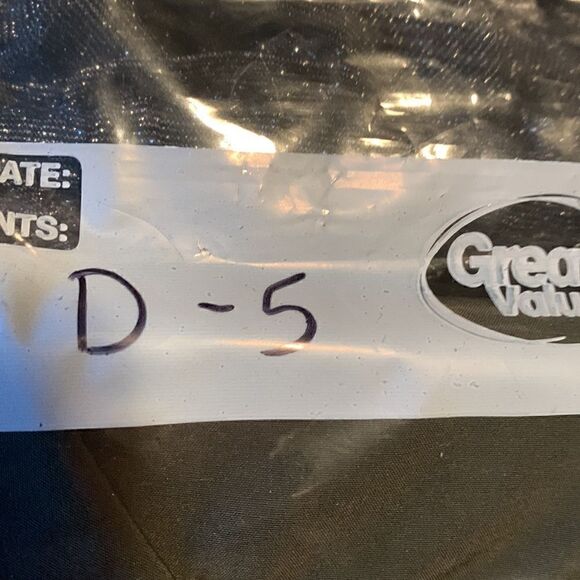 ATE:
NTS:
D - 5
Grea
Valu